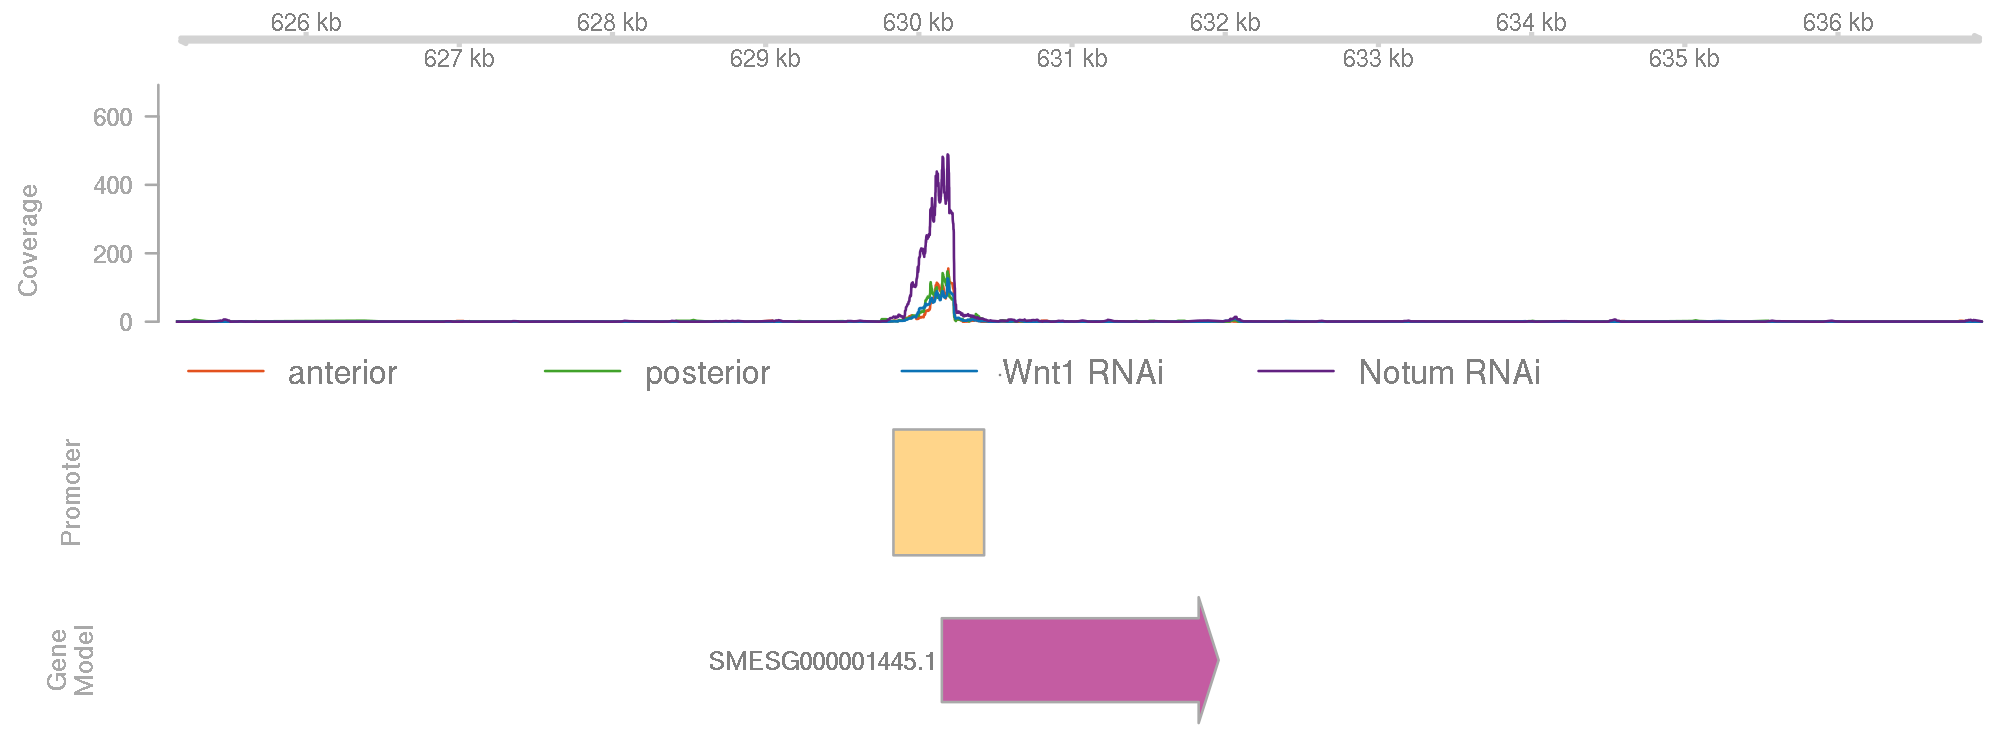 626 kb 628 kb 630 kb 632 kb 634 kb 636 kb
627 kb 629 kb 631 kb 633 kb 635 kb
Coverage
600
400
200
0
anterior posterior Wnt1 RNAi Notum RNAi
Promoter
Gene
Model
SMESG000001445.1